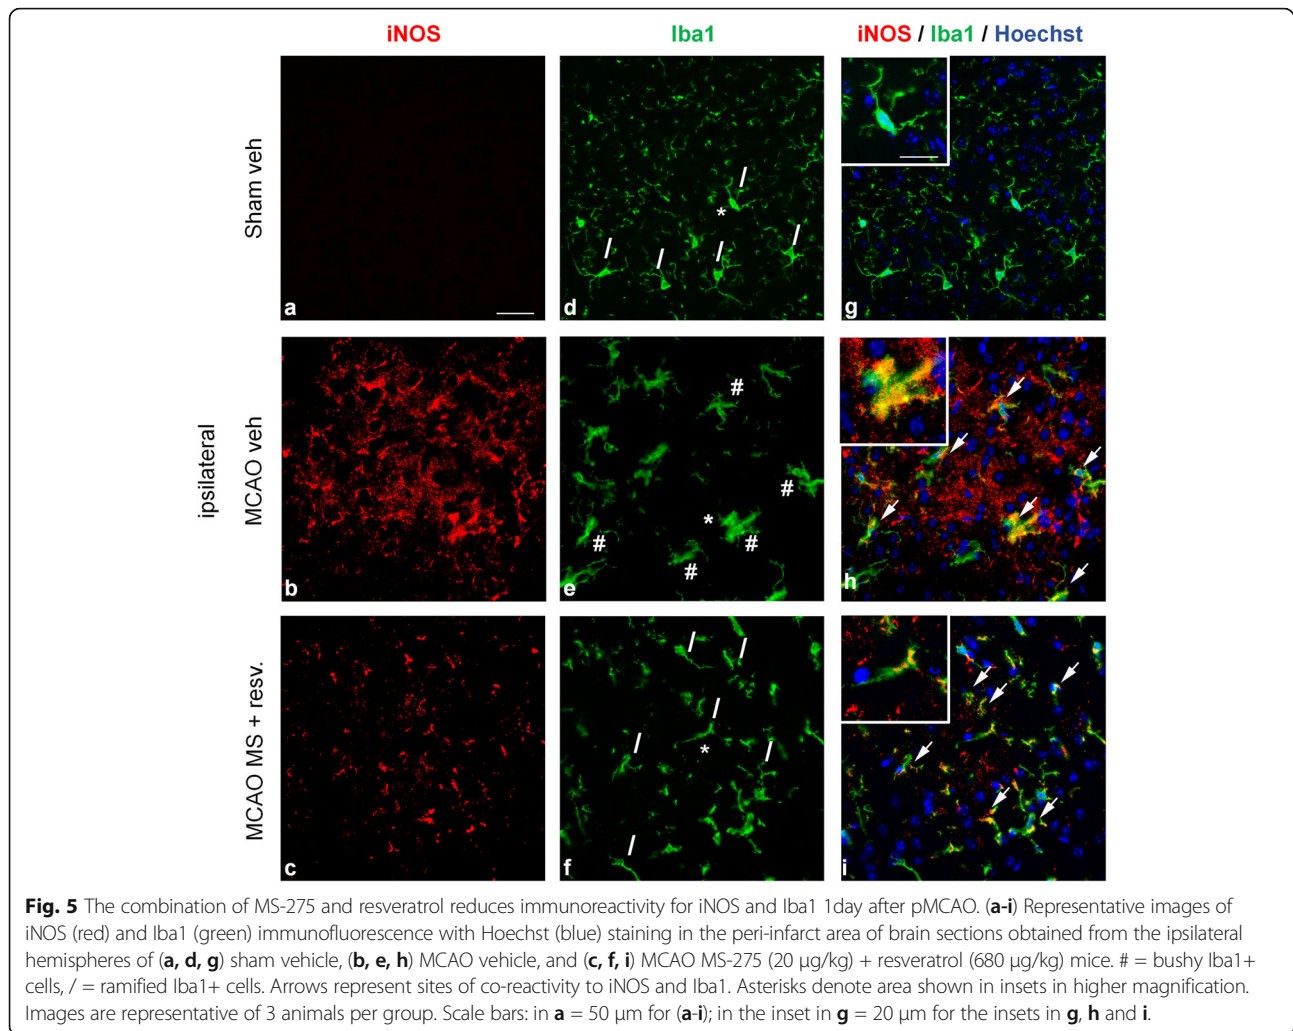 iNOS Iba1 iNOS / Iba1 / Hoechst
Sham veh
a
d / * / / / /
g
ipsilateral
MCAO veh
b
e # # * # # #
h
MCAO MS + resv.
c
f / / / * / / /
i
Fig. 5 The combination of MS-275 and resveratrol reduces immunoreactivity for iNOS and Iba1 1day after pMCAO. (a-i) Representative images of
iNOS (red) and Iba1 (green) immunofluorescence with Hoechst (blue) staining in the peri-infarct area of brain sections obtained from the ipsilateral
hemispheres of (a, d, g) sham vehicle, (b, e, h) MCAO vehicle, and (c, f, i) MCAO MS-275 (20 μg/kg) + resveratrol (680 μg/kg) mice. # = bushy Iba1+
cells, / = ramified Iba1+ cells. Arrows represent sites of co-reactivity to iNOS and Iba1. Asterisks denote area shown in insets in higher magnification.
Images are representative of 3 animals per group. Scale bars: in a = 50 μm for (a-i); in the inset in g = 20 μm for the insets in g, h and i.